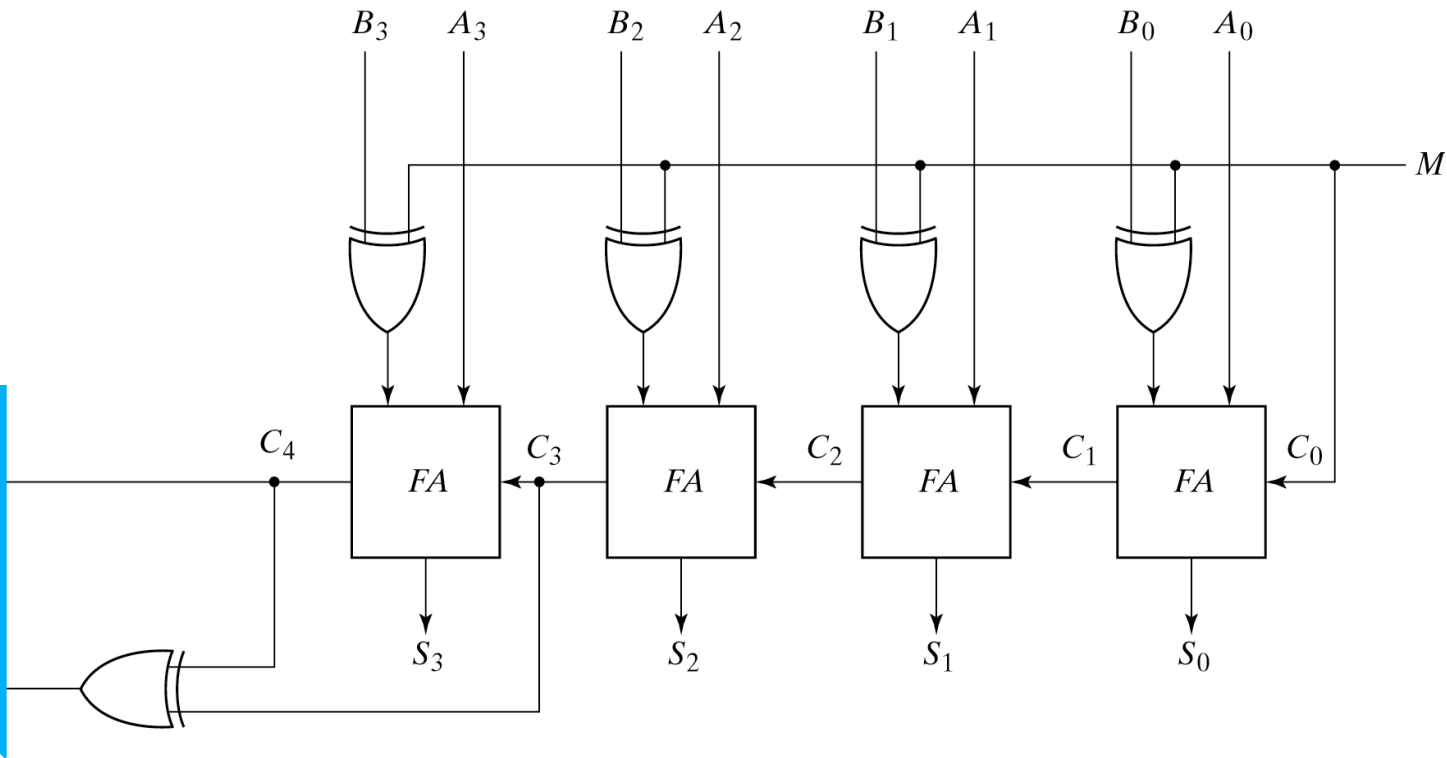 B₃ A₃ B₂ A₂ B₁ A₁ B₀ A₀
M
C₄ C₃ C₂ C₁ C₀
FA FA FA FA
S₃ S₂ S₁ S₀